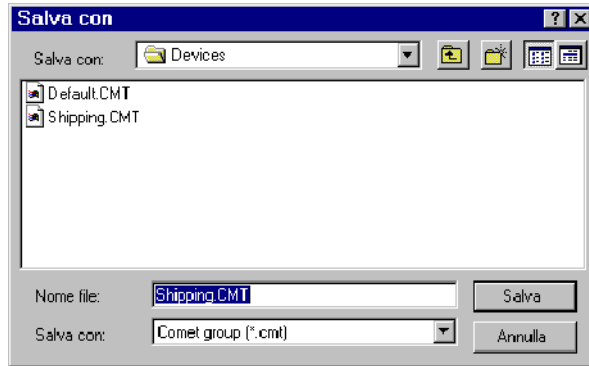 Salva con
Salva con: Devices
Default.CMT
Shipping.CMT
Nome file: Shipping.CMT Salva
Salva con: Comet group (*.cmt) Annulla